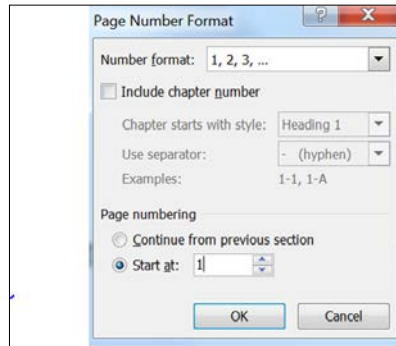 Page Number Format
Number format: 1, 2, 3, ...
Include chapter number
Chapter starts with style: Heading 1
Use separator: - (hyphen)
Examples: 1-1, 1-A
Page numbering
Continue from previous section
Start at: 1
OK Cancel